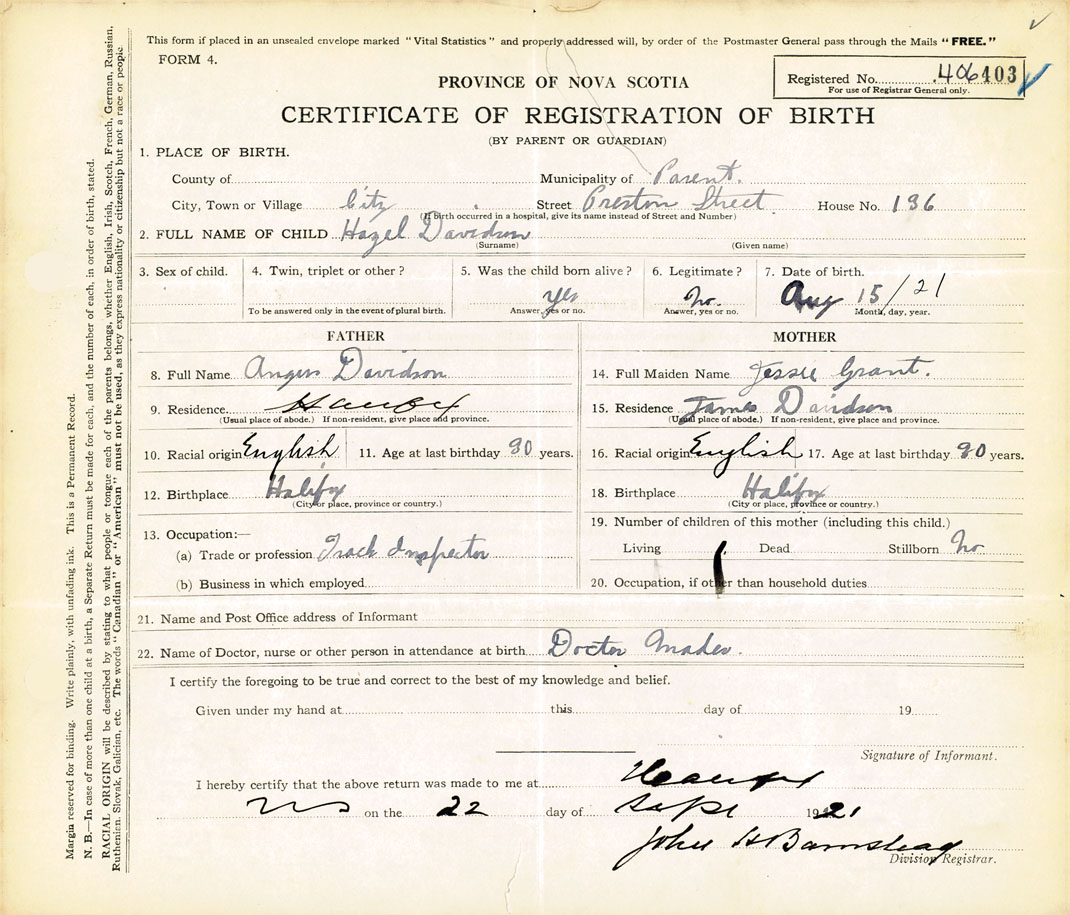 This form if placed in an unsealed envelope marked "Vital Statistics" and properly addressed will, by order of the Postmaster General pass through the Mails "FREE."
FORM 4.
Registered No. 406403
For use of Registrar General only.
PROVINCE OF NOVA SCOTIA
CERTIFICATE OF REGISTRATION OF BIRTH
(BY PARENT OR GUARDIAN)
1. PLACE OF BIRTH.
County of Municipality of Parent.
City, Town or Village City Street Preston Street House No. 136
(If birth occurred in a hospital, give its name instead of Street and Number)
2. FULL NAME OF CHILD Hazel Davidson
(Surname) (Given name)
3. Sex of child. 4. Twin, triplet or other? 5. Was the child born alive? 6. Legitimate? 7. Date of birth.
yes No. Aug 15/21
To be answered only in the event of plural birth. Answer, yes or no. Answer, yes or no. Month, day, year.
FATHER MOTHER
8. Full Name Angus Davidson 14. Full Maiden Name Jessie Grant.
9. Residence 15. Residence James Davidson
(Usual place of abode.) If non-resident, give place and province. (Usual place of abode.) If non-resident, give place and province.
10. Racial origin English 11. Age at last birthday 30 years. 16. Racial origin English 17. Age at last birthday 30 years.
12. Birthplace Halifx 18. Birthplace Halifx
(City or place, province or country.) (City or place, province or country.)
13. Occupation:— 19. Number of children of this mother (including this child.)
(a) Trade or profession Track Inspector Living 1 Dead Stillborn No
(b) Business in which employed 20. Occupation, if other than household duties
21. Name and Post Office address of Informant
22. Name of Doctor, nurse or other person in attendance at birth Doctor Mader.
I certify the foregoing to be true and correct to the best of my knowledge and belief.
Given under my hand at this day of 19
Signature of Informant.
I hereby certify that the above return was made to me at
on the 22 day of Sept 1921
John H Barnstead
Division Registrar.
Margin reserved for binding. Write plainly, with unfading ink. This is a Permanent Record.
N. B.—In case of more than one child at a birth, a Separate Return must be made for each, and the number of each, in order of birth, stated.
RACIAL ORIGIN will be described by stating to what people or tongue each of the parents belongs, whether English, Irish, Scotch, French, German, Russian,
Ruthenian, Slovak, Galician, etc. The words "Canadian" or "American" must not be used, as they express nationality or citizenship but not a race or people